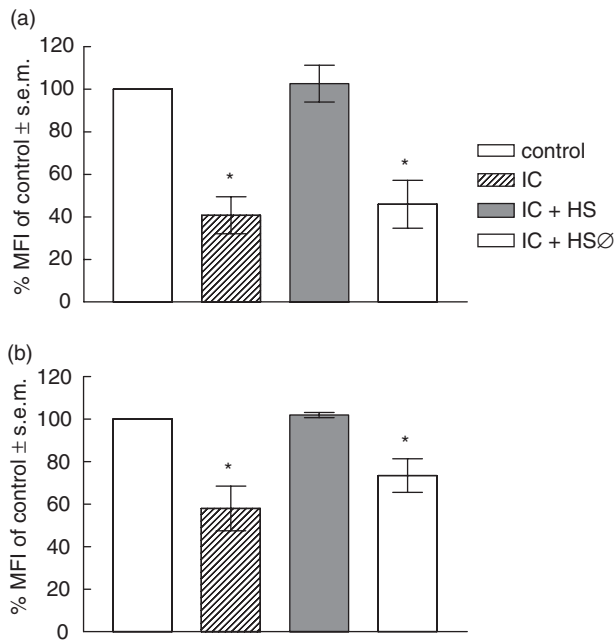 (a)
% MFI of control ± s.e.m.
120
100
80
60
40
20
0
*
*
control
IC
IC + HS
IC + HSØ
(b)
% MFI of control ± s.e.m.
120
100
80
60
40
20
0
*
*